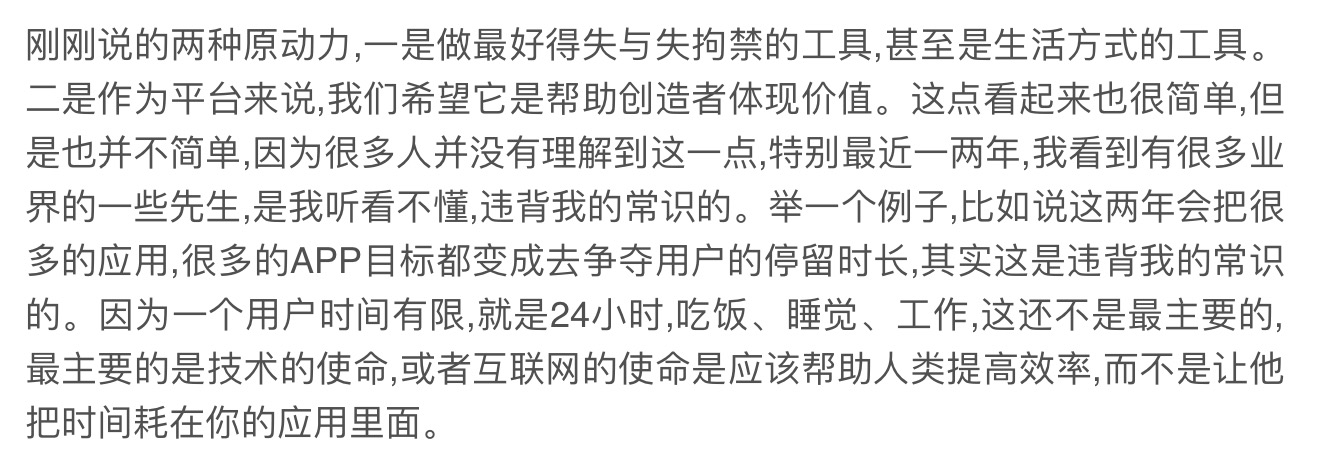 刚刚说的两种原动力,一是做最好得失与失拘禁的工具,甚至是生活方式的工具。
二是作为平台来说,我们希望它是帮助创造者体现价值。这点看起来也很简单,但
是也并不简单,因为很多人并没有理解到这一点,特别最近一两年,我看到有很多业
界的一些先生,是我听看不懂,违背我的常识的。举一个例子,比如说这两年会把很
多的应用,很多的APP目标都变成去争夺用户的停留时长,其实这是违背我的常识
的。因为一个用户时间有限,就是24小时,吃饭、睡觉、工作,这还不是最主要的,
最主要的是技术的使命,或者互联网的使命是应该帮助人类提高效率,而不是让他
把时间耗在你的应用里面。